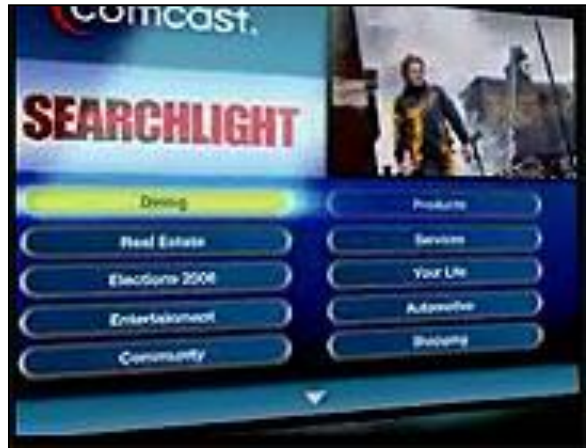 Comcast.
SEARCHLIGHT
Dining
Products
Real Estate
Services
Elections 2006
Your Life
Entertainment
Automotive
Community
Shopping